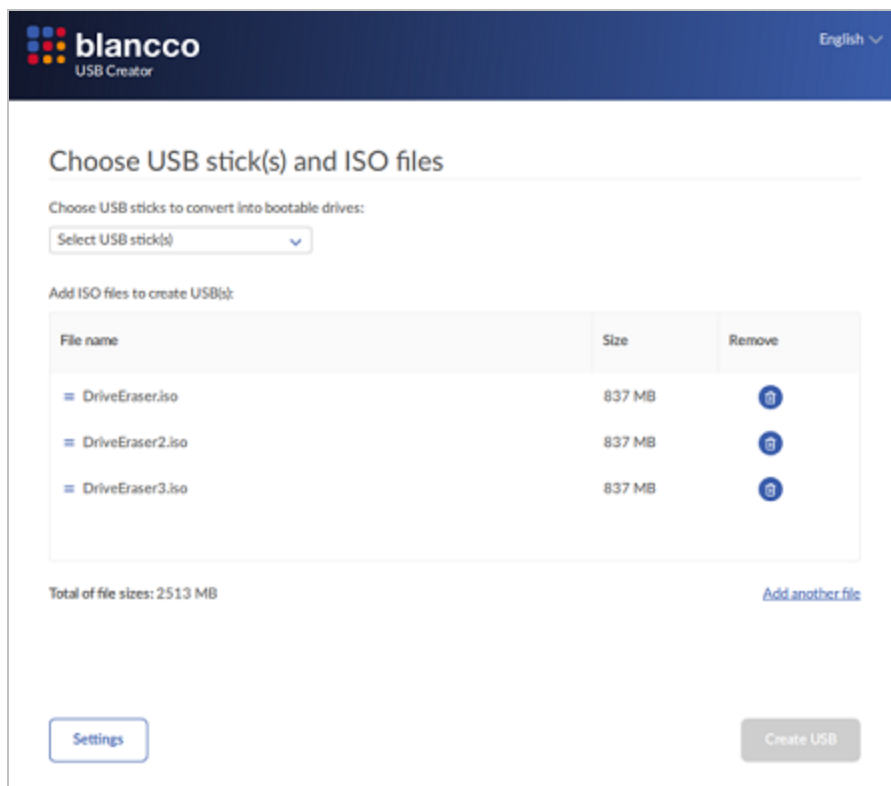 blancco
USB Creator
English
Choose USB stick(s) and ISO files
Choose USB sticks to convert into bootable drives:
Select USB stick(s)
Add ISO files to create USB(s):
File name Size Remove
DriveEraser.iso 837 MB
DriveEraser2.iso 837 MB
DriveEraser3.iso 837 MB
Total of file sizes: 2513 MB Add another file
Settings Create USB